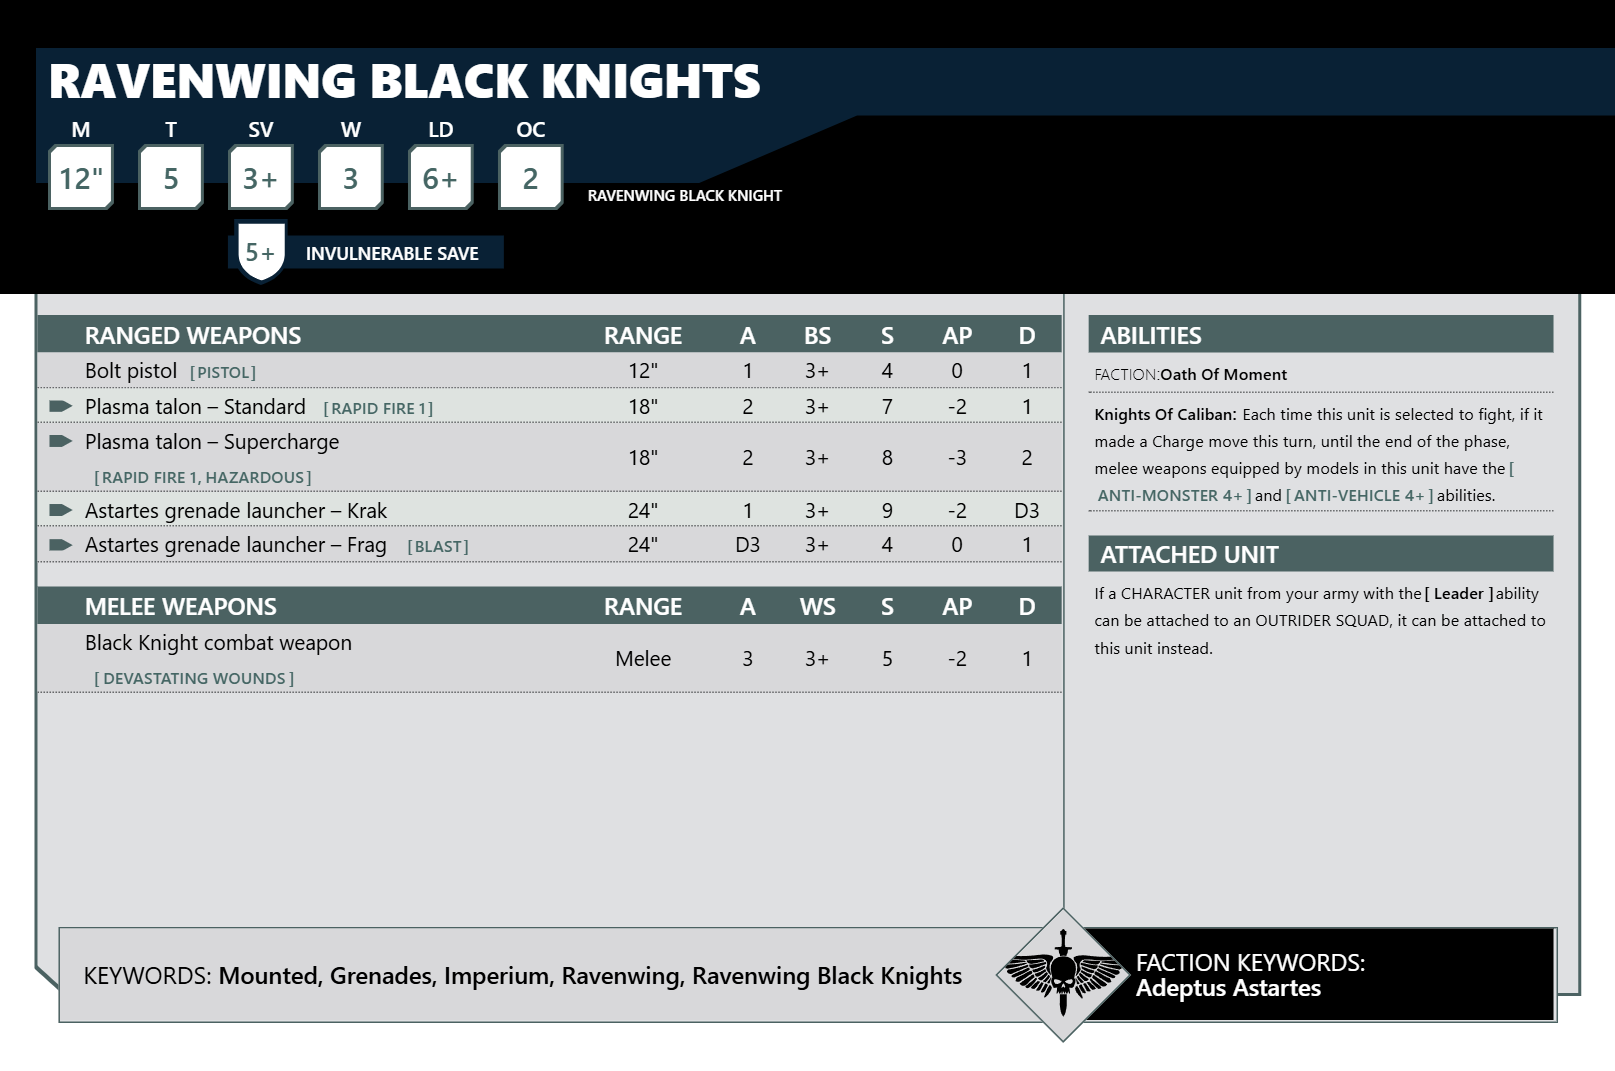 RAVENWING BLACK KNIGHTS
M T SV W LD OC
12" 5 3+ 3 6+ 2
RAVENWING BLACK KNIGHT
5+ INVULNERABLE SAVE
RANGED WEAPONS RANGE A BS S AP D
Bolt pistol [PISTOL] 12" 1 3+ 4 0 1
Plasma talon – Standard [RAPID FIRE 1] 18" 2 3+ 7 -2 1
Plasma talon – Supercharge
[RAPID FIRE 1, HAZARDOUS] 18" 2 3+ 8 -3 2
Astartes grenade launcher – Krak 24" 1 3+ 9 -2 D3
Astartes grenade launcher – Frag [BLAST] 24" D3 3+ 4 0 1
MELEE WEAPONS RANGE A WS S AP D
Black Knight combat weapon
[DEVASTATING WOUNDS] Melee 3 3+ 5 -2 1
ABILITIES
FACTION:Oath Of Moment
Knights Of Caliban: Each time this unit is selected to fight, if it
made a Charge move this turn, until the end of the phase,
melee weapons equipped by models in this unit have the [
ANTI-MONSTER 4+ ] and [ ANTI-VEHICLE 4+ ] abilities.
ATTACHED UNIT
If a CHARACTER unit from your army with the [ Leader ] ability
can be attached to an OUTRIDER SQUAD, it can be attached to
this unit instead.
KEYWORDS: Mounted, Grenades, Imperium, Ravenwing, Ravenwing Black Knights
FACTION KEYWORDS:
Adeptus Astartes